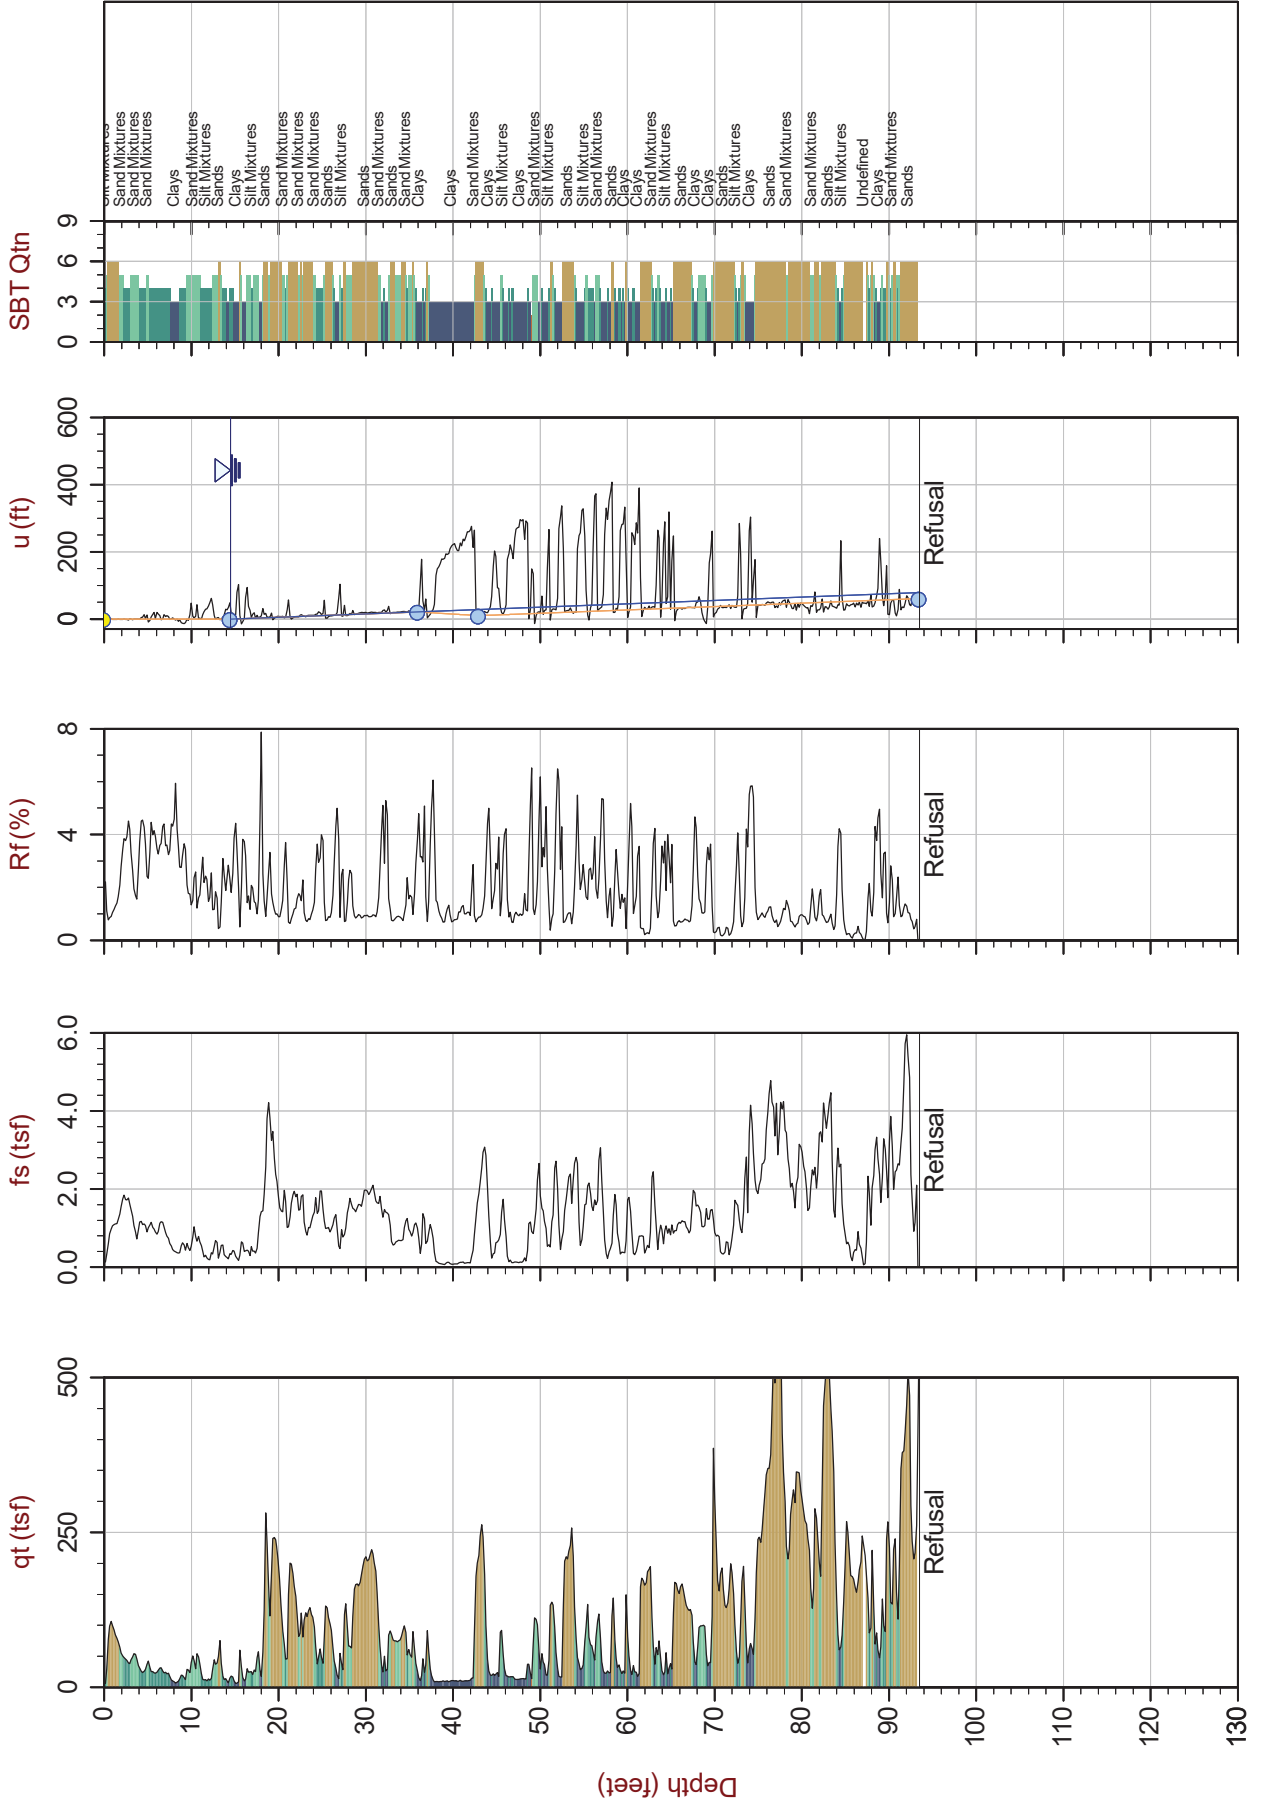 qt (tsf)
fs (tsf)
Rf (%)
u (ft)
SBT Qtn
0 250 500
0.0 2.0 4.0 6.0
0 4 8
0 200 400 600
0 3 6 9
Depth (feet)
0
10
20
30
40
50
60
70
80
90
100
110
120
130
Silt Mixtures
Sand Mixtures
Sand Mixtures
Sand Mixtures
Clays
Sand Mixtures
Silt Mixtures
Sands
Clays
Silt Mixtures
Sands
Sand Mixtures
Sand Mixtures
Sand Mixtures
Sands
Silt Mixtures
Sands
Sand Mixtures
Sands
Sand Mixtures
Clays
Clays
Sand Mixtures
Clays
Silt Mixtures
Clays
Sand Mixtures
Silt Mixtures
Sands
Silt Mixtures
Sand Mixtures
Sands
Clays
Clays
Sand Mixtures
Silt Mixtures
Sands
Clays
Clays
Sands
Silt Mixtures
Clays
Sands
Sand Mixtures
Sand Mixtures
Sands
Silt Mixtures
Undefined
Clays
Sand Mixtures
Sands
Refusal
Refusal
Refusal
Refusal